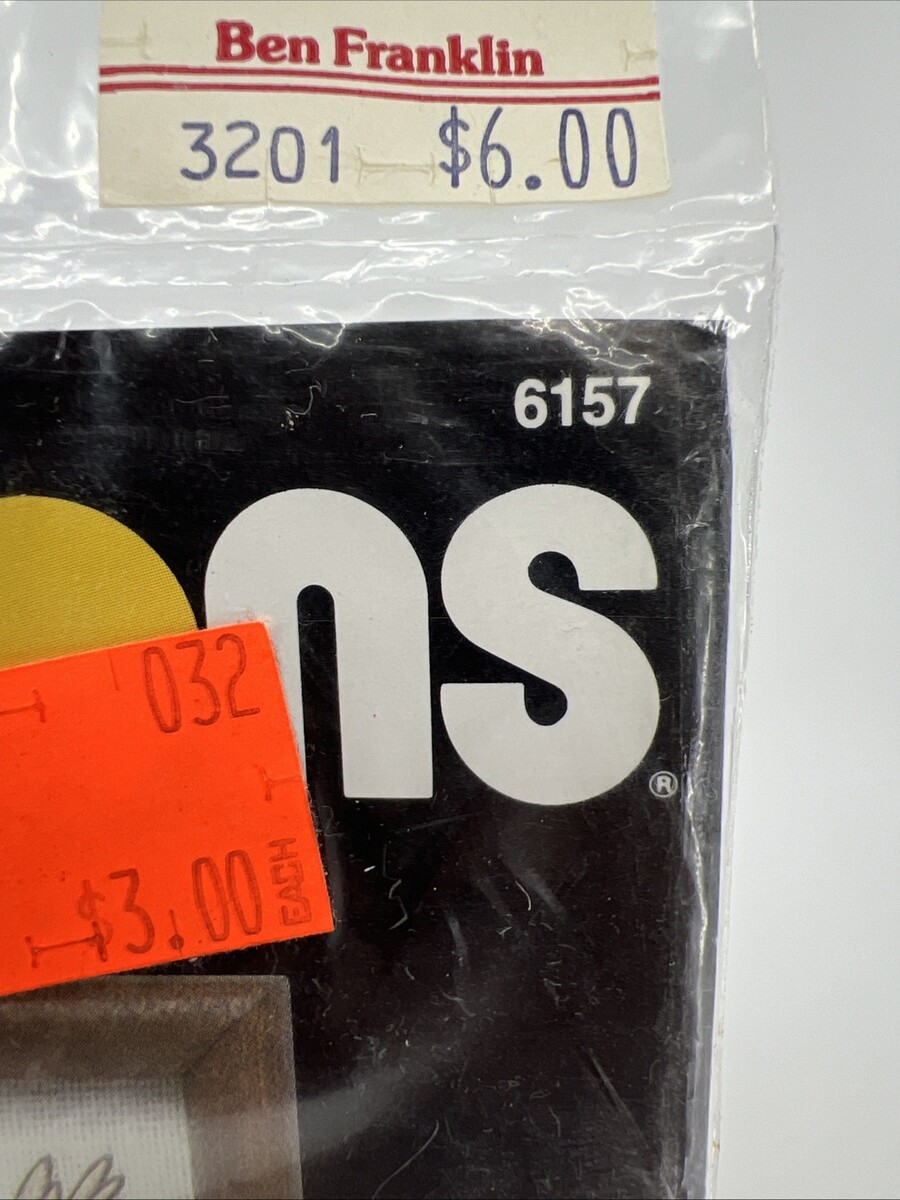 Ben Franklin
3201 $6.00
6157
ns
®
032
$3.00 EACH